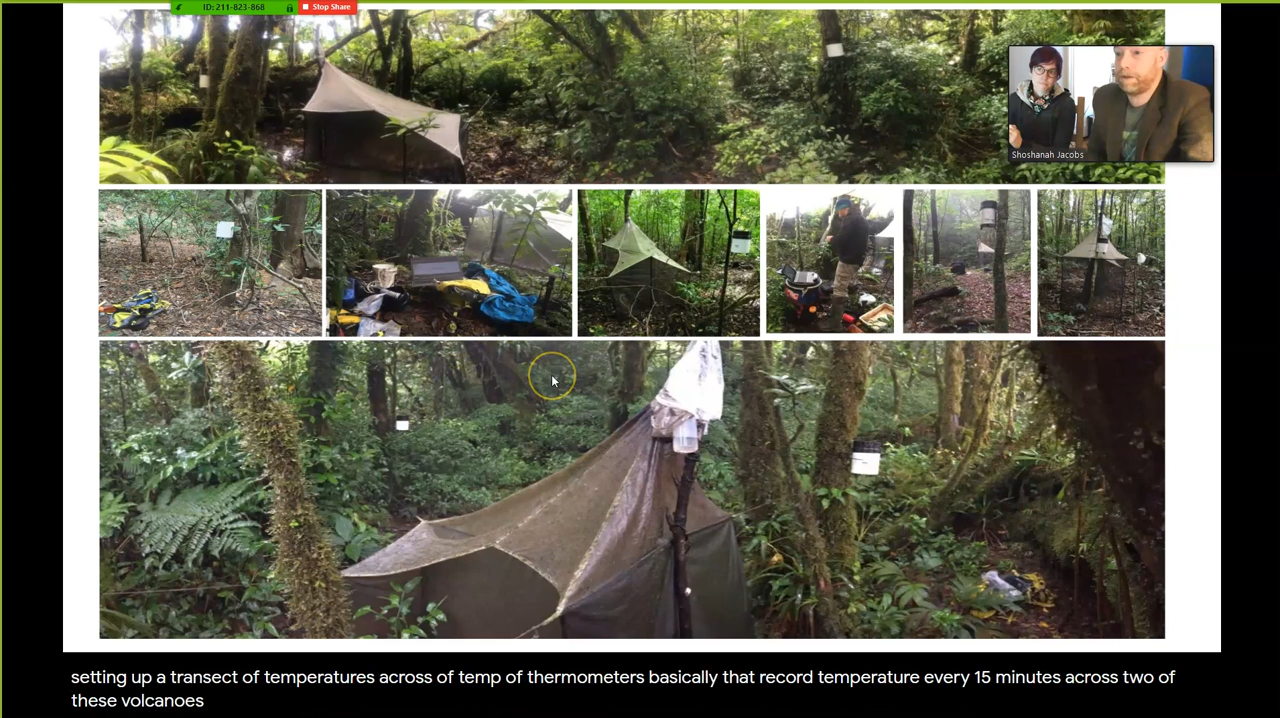 ID: 211-823-868
Stop Share
Shoshanah Jacobs
setting up a transect of temperatures across of temp of thermometers basically that record temperature every 15 minutes across two of
these volcanoes